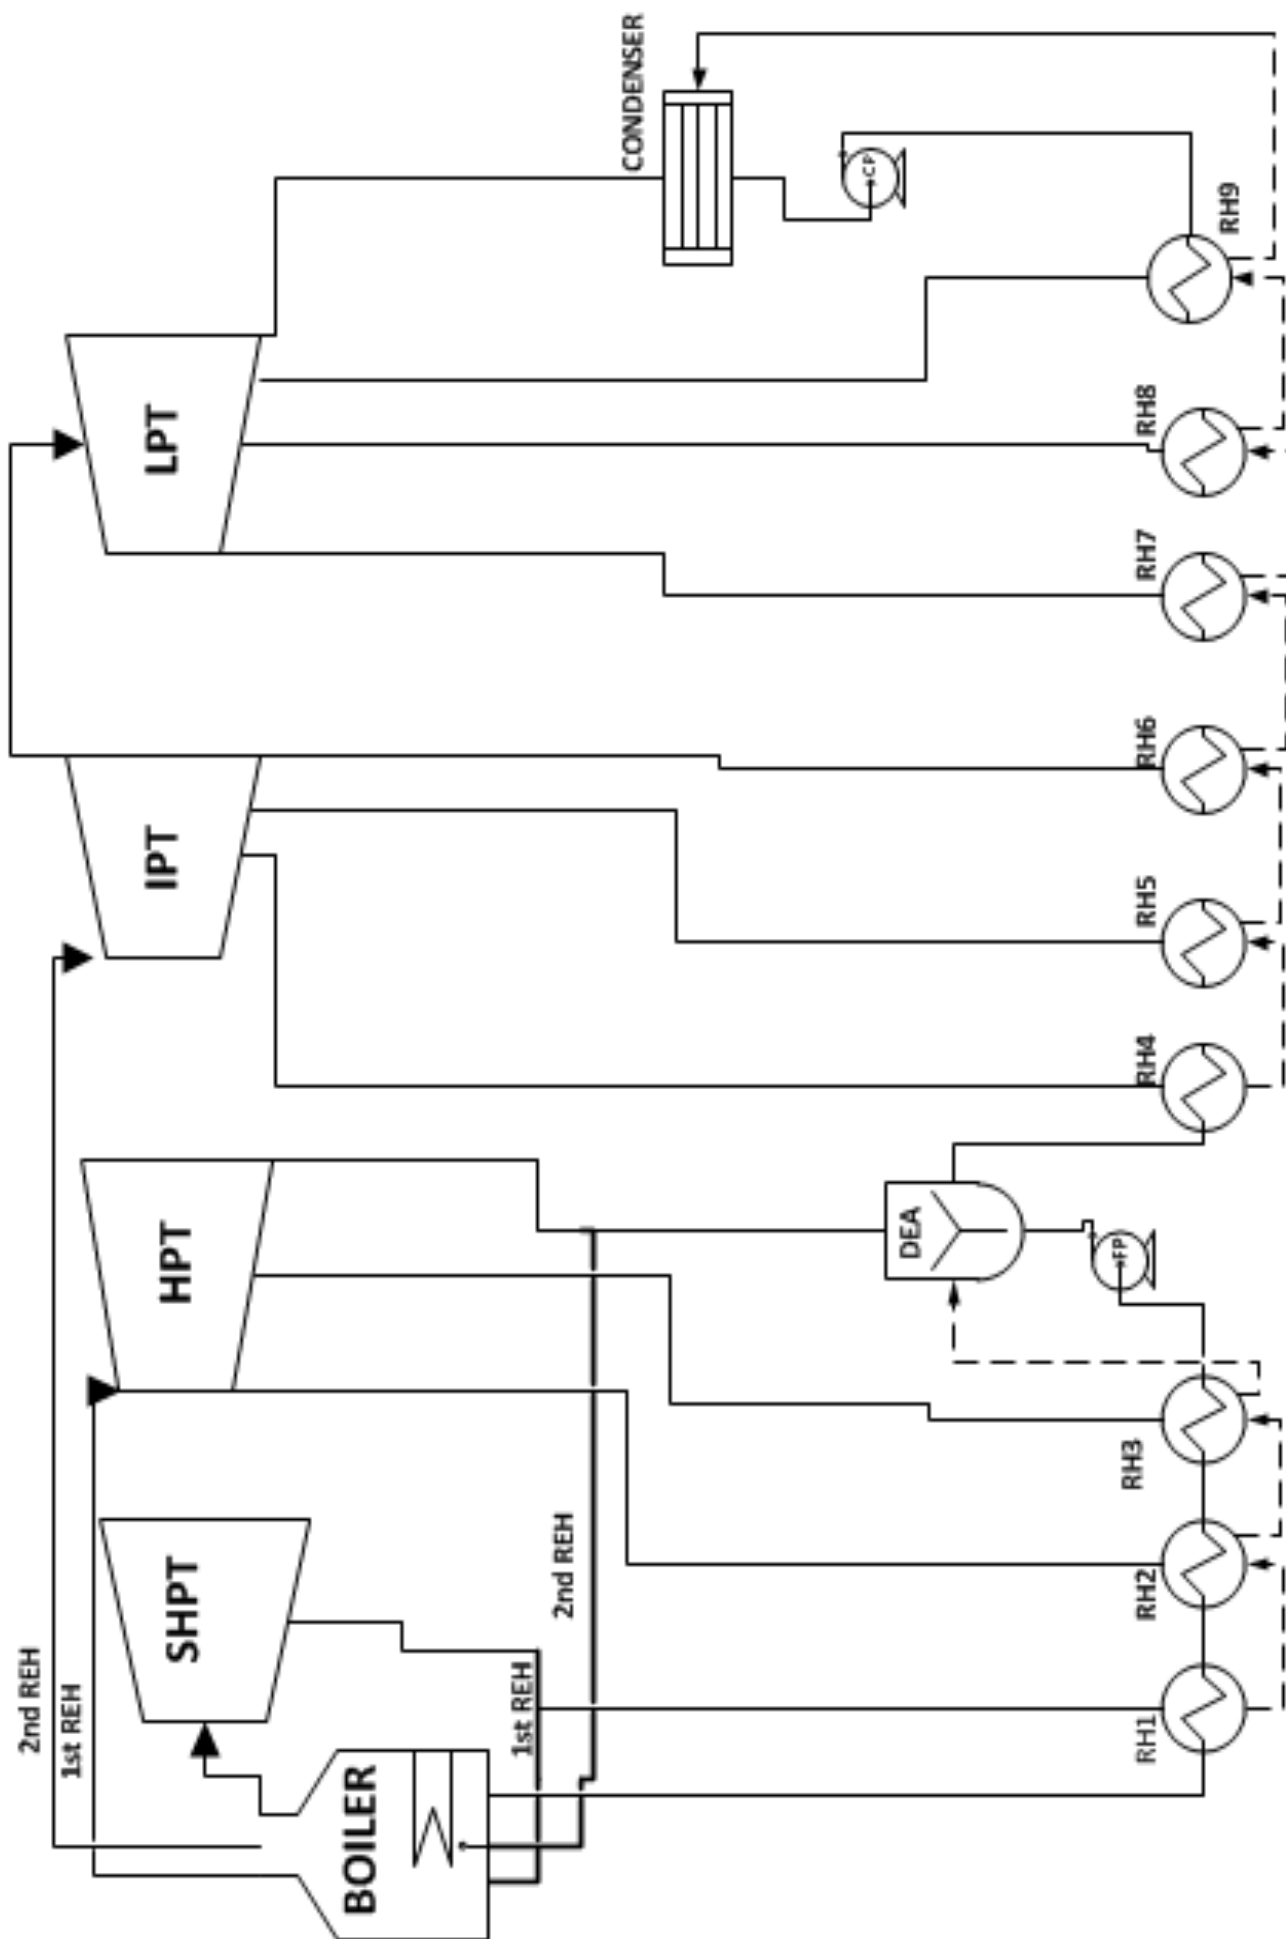 2nd REH
1st REH
BOILER
SHPT
HPT
IPT
LPT
CONDENSER
1st REH
2nd REH
DEA
FP
CP
RH1
RH2
RH3
RH4
RH5
RH6
RH7
RH8
RH9